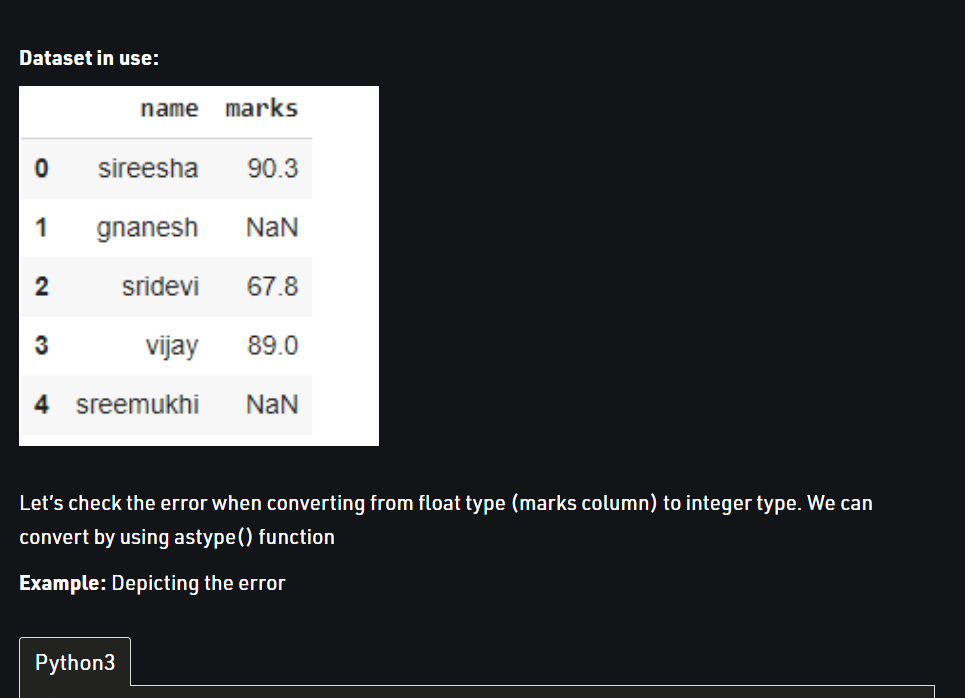 Dataset in use:
name marks
0 sireesha 90.3
1 gnanesh NaN
2 sridevi 67.8
3 vijay 89.0
4 sreemukhi NaN
Let’s check the error when converting from float type (marks column) to integer type. We can
convert by using astype() function
Example: Depicting the error
Python3